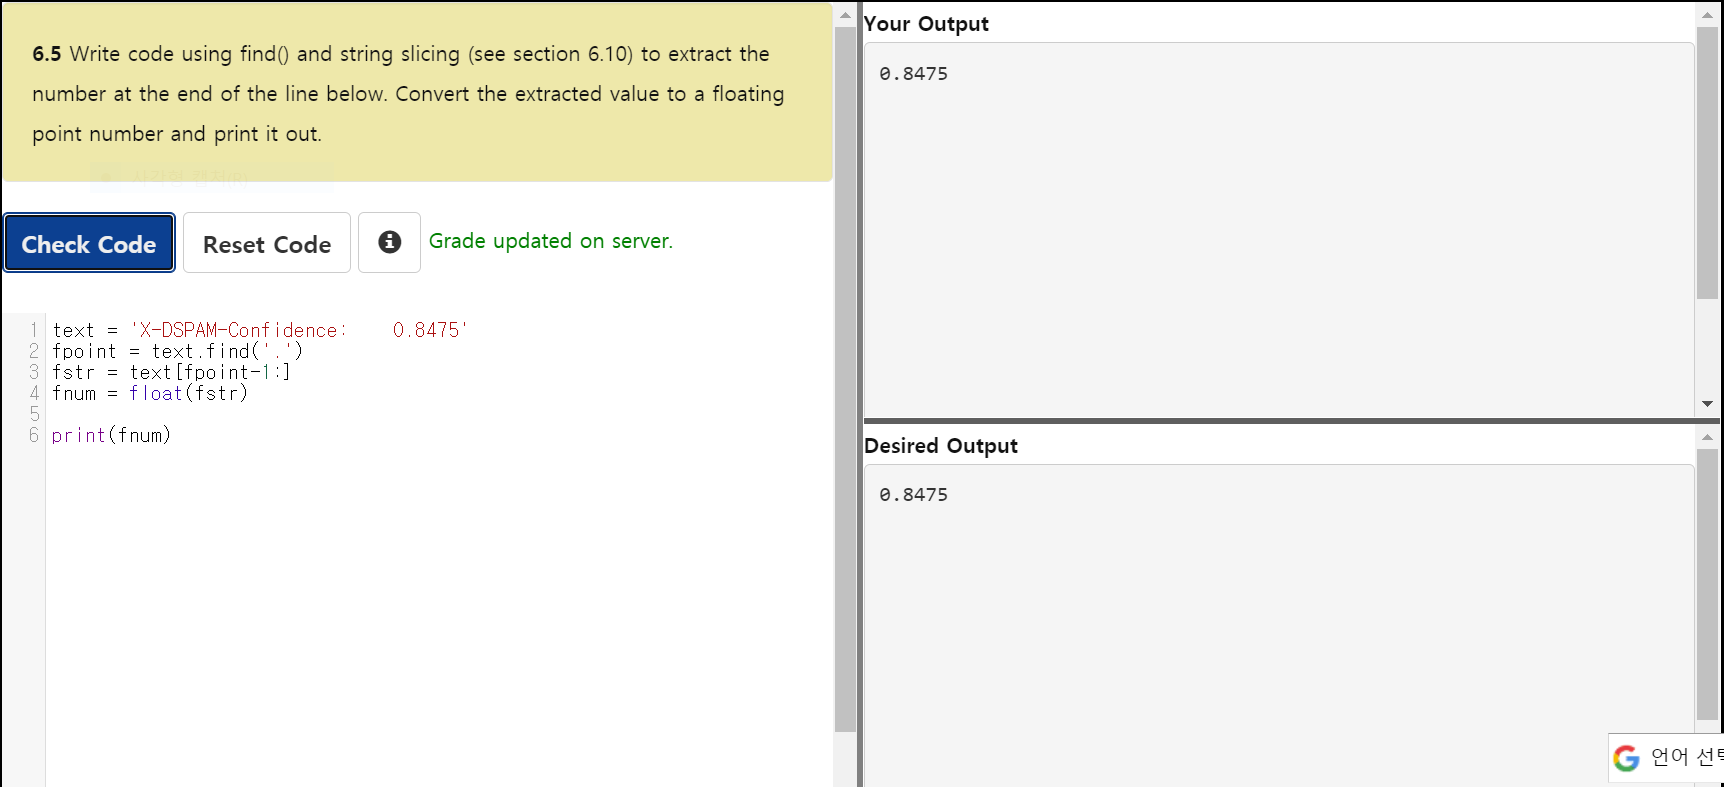 6.5 Write code using find() and string slicing (see section 6.10) to extract the
number at the end of the line below. Convert the extracted value to a floating
point number and print it out.
Check Code
Reset Code
Grade updated on server.
1 text = 'X-DSPAM-Confidence:    0.8475'
2 fpoint = text.find('.')
3 fstr = text[fpoint-1:]
4 fnum = float(fstr)
5
6 print(fnum)
Your Output
0.8475
Desired Output
0.8475
언어